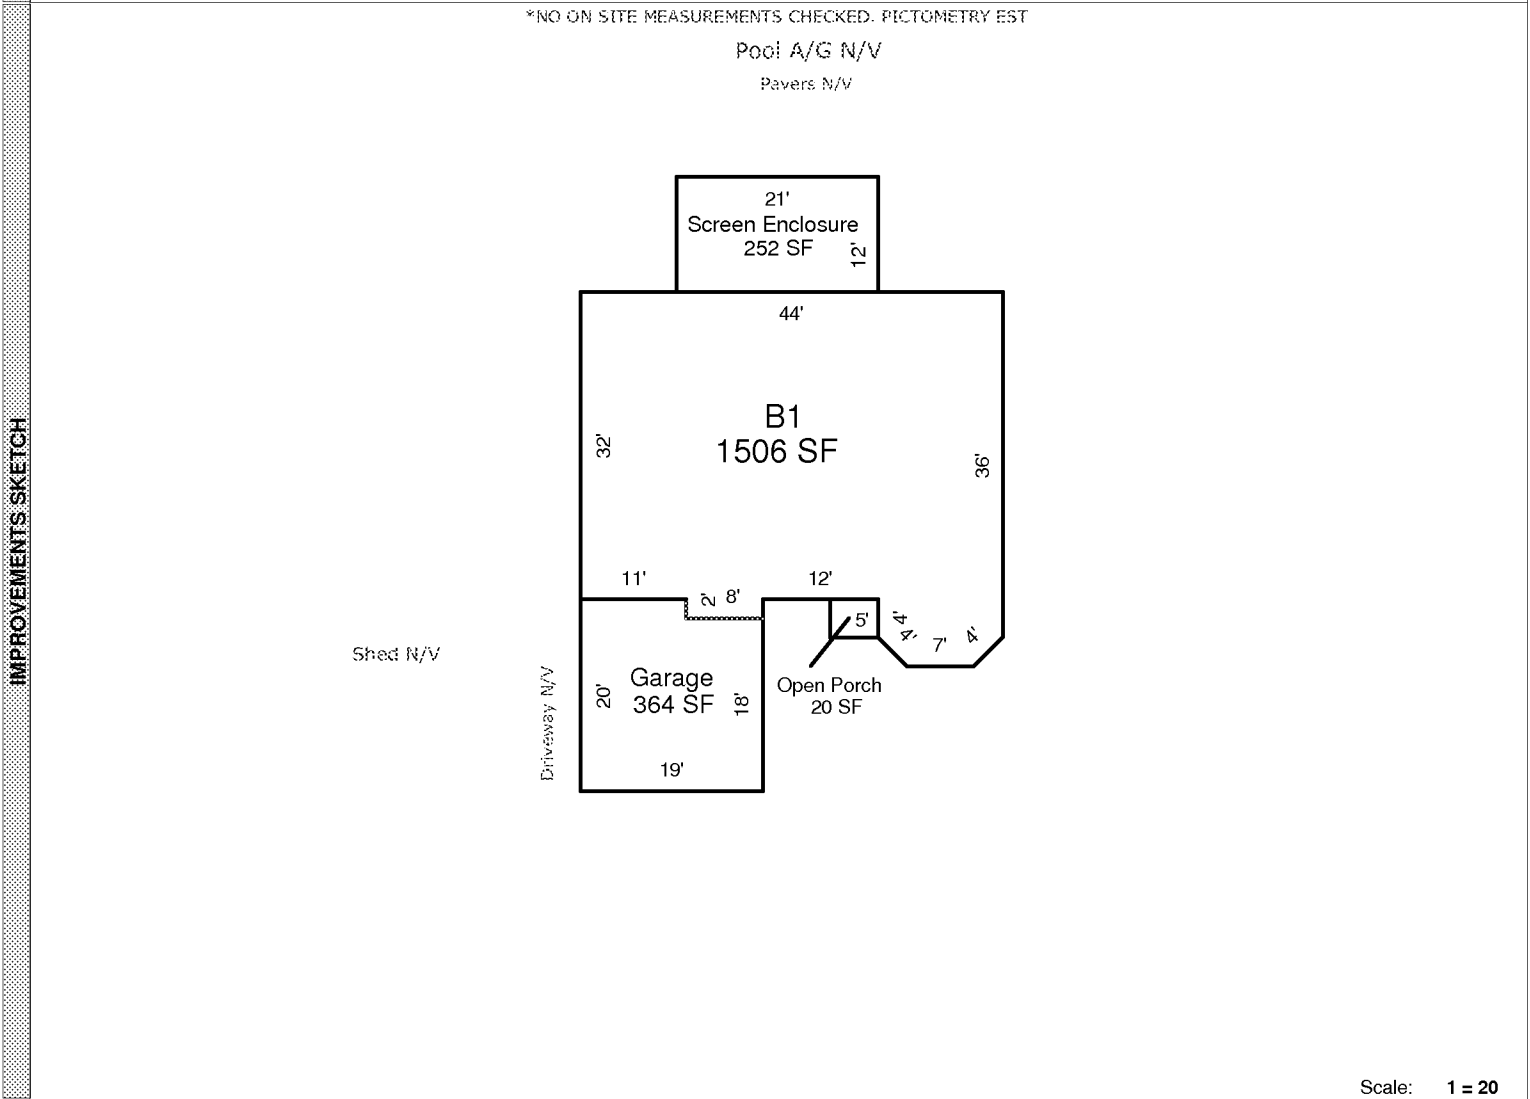 *NO ON SITE MEASUREMENTS CHECKED. PICTOMETRY EST
Pool A/G N/V
Pavers N/V
21'
Screen Enclosure
252 SF
12'
44'
B1
1506 SF
32'
36'
11'
2'
8'
12'
5'
4'
4'
7'
4'
IMPROVEMENTS SKETCH
Shed N/V
Driveway N/V
Garage
364 SF
20'
18'
Open Porch
20 SF
19'
Scale: 1 = 20